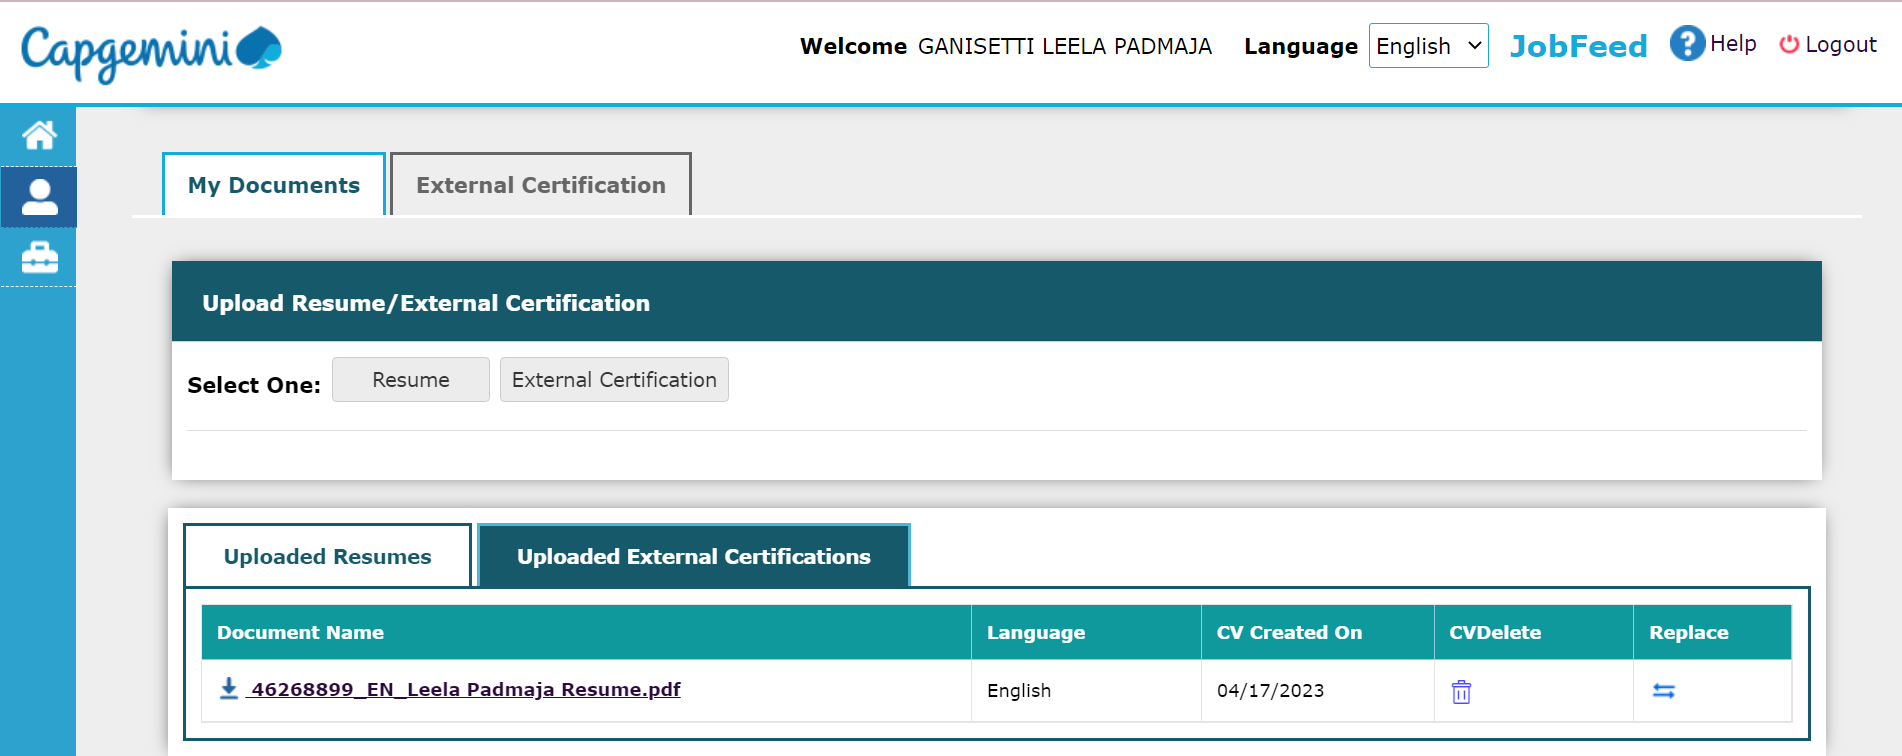 Capgemini
Welcome GANISETTI LEELA PADMAJA Language English JobFeed ? Help Logout
My Documents External Certification
Upload Resume/External Certification
Select One: Resume External Certification
Uploaded Resumes Uploaded External Certifications
Document Name Language CV Created On CVDelete Replace
46268899_EN_Leela Padmaja Resume.pdf English 04/17/2023